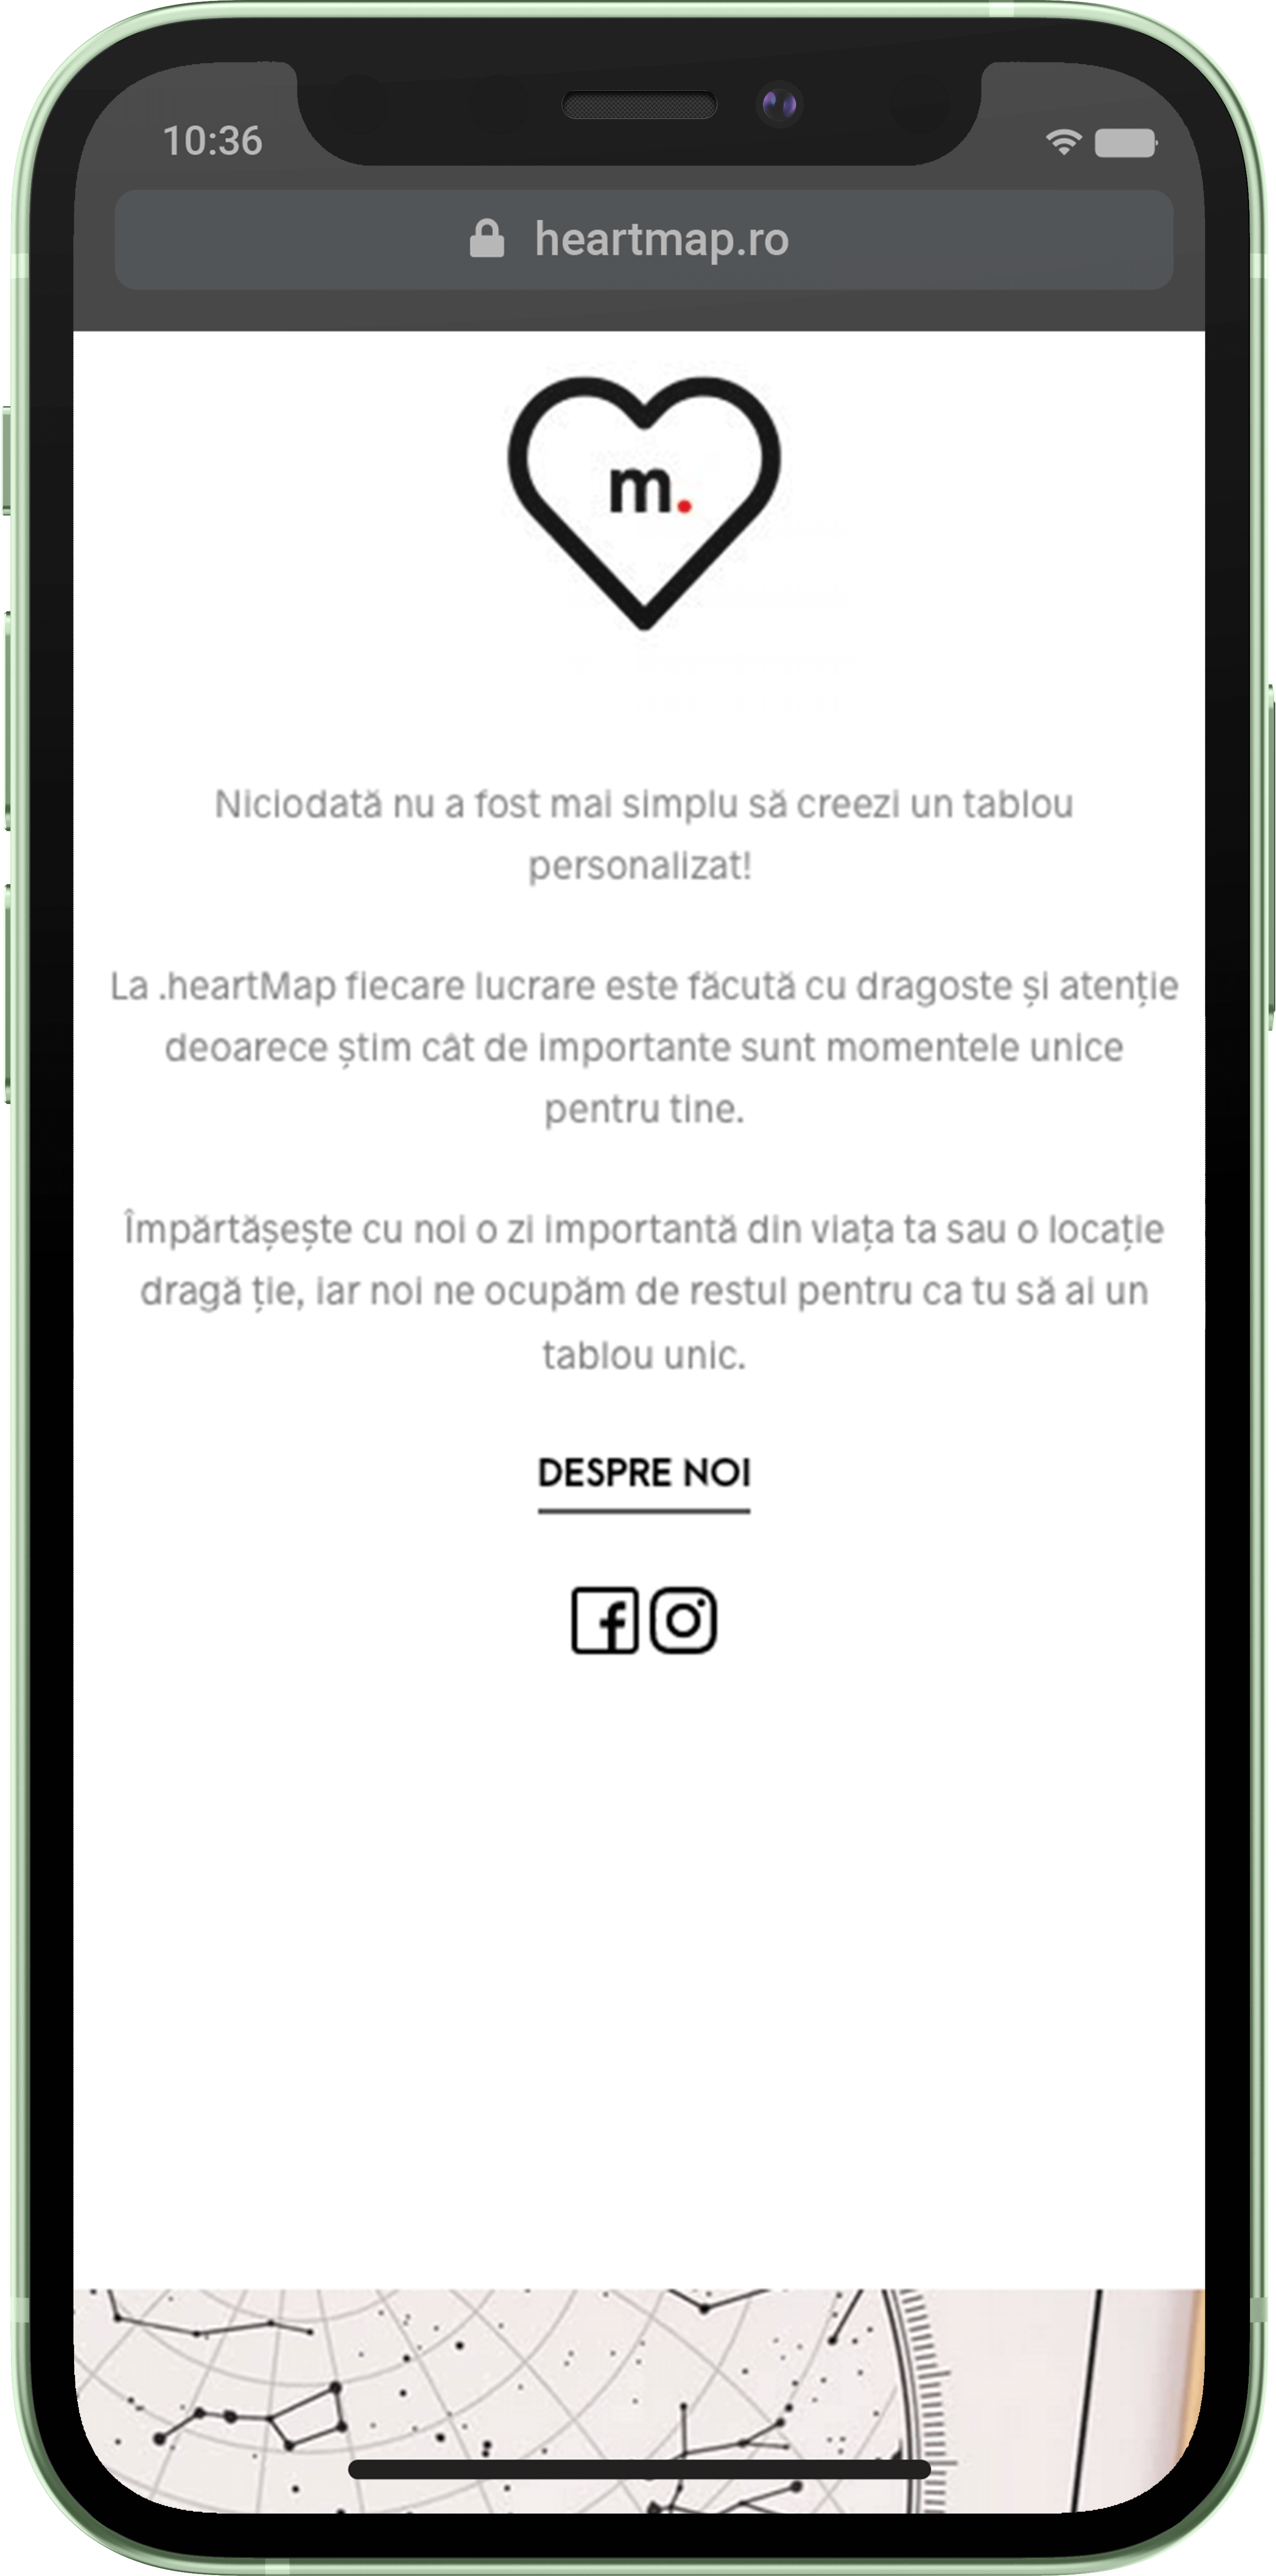 10:36
heartmap.ro
m.
Niciodată nu a fost mai simplu să creezi un tablou
personalizat!
La .heartMap fiecare lucrare este făcută cu dragoste și atenție
deoarece știm cât de importante sunt momentele unice
pentru tine.
Împărtășește cu noi o zi importantă din viața ta sau o locație
dragă ție, iar noi ne ocupăm de restul pentru ca tu să ai un
tablou unic.
DESPRE NOI